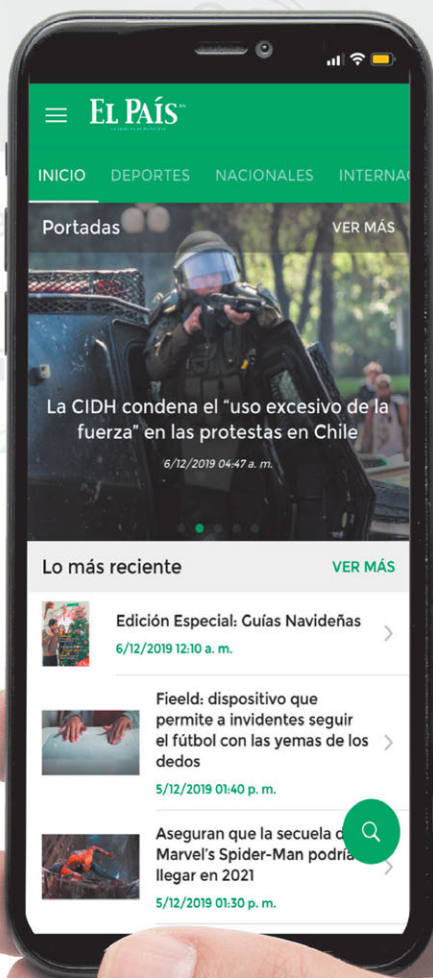 EL PAÍS
INICIO DEPORTES NACIONALES
Portadas VER MÁS
La CIDH condena el "uso excesivo de la
fuerza" en las protestas en Chile
6/12/2019 04:47 a. m.
Lo más reciente VER MÁS
Edición Especial: Guías Navideñas
6/12/2019 12:10 a. m.
Fieeld: dispositivo que
permite a invidentes seguir
el fútbol con las yemas de los
dedos
5/12/2019 01:40 p. m.
Aseguran que la secuela
Marvel's Spider-Man podría
llegar en 2021
5/12/2019 01:30 p. m.